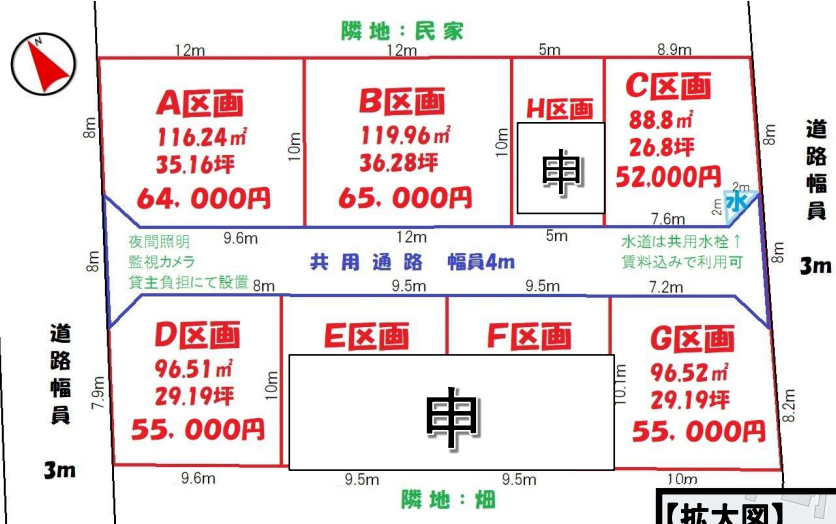 隣地：民家
N
12m
12m
5m
8.9m
8m
A区画
116.24㎡
35.16坪
64,000円
10m
B区画
119.96㎡
36.28坪
65,000円
10m
H区画
申
C区画
88.8㎡
26.8坪
52,000円
8m
道路幅員
3m
2m
2m
水
9.6m
12m
5m
7.6m
夜間照明
監視カメラ
貸主負担にて設置
共用通路 幅員4m
水道は共用水栓↑
賃料込みで利用可
8m
8m
8m
9.5m
9.5m
7.2m
道路幅員
3m
7.9m
D区画
96.51㎡
29.19坪
55,000円
10m
E区画
F区画
申
10.1m
G区画
96.52㎡
29.19坪
55,000円
8.2m
9.6m
9.5m
9.5m
10m
隣地：畑
【拡大図】